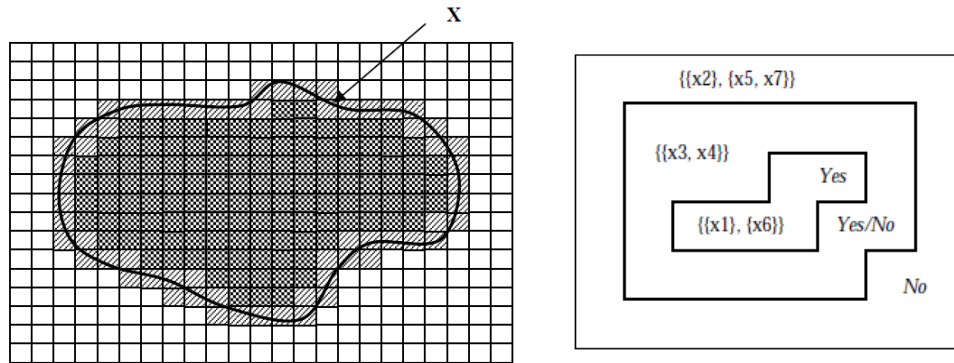 X
{{x2}, {x5, x7}}
{{x3, x4}}
Yes
{{x1}, {x6}}
Yes/No
No